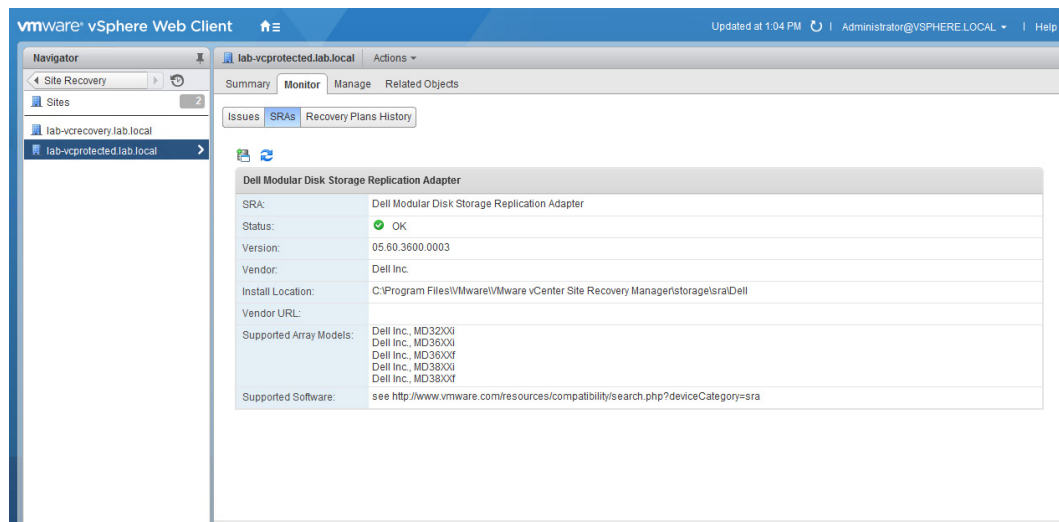 vmware® vSphere Web Client
Updated at 1:04 PM | Administrator@VSPHERE.LOCAL | Help
Navigator
Site Recovery
Sites 2
lab-vcrecovery.lab.local
lab-vcprotected.lab.local
lab-vcprotected.lab.local Actions
Summary Monitor Manage Related Objects
Issues SRAs Recovery Plans History
Dell Modular Disk Storage Replication Adapter
SRA: Dell Modular Disk Storage Replication Adapter
Status: OK
Version: 05.60.3600.0003
Vendor: Dell Inc.
Install Location: C:\Program Files\VMware\VMware vCenter Site Recovery Manager\storage\sra\Dell
Vendor URL:
Supported Array Models: Dell Inc., MD32XXi
Dell Inc., MD36XXi
Dell Inc., MD36XXf
Dell Inc., MD38XXi
Dell Inc., MD38XXf
Supported Software: see http://www.vmware.com/resources/compatibility/search.php?deviceCategory=sra